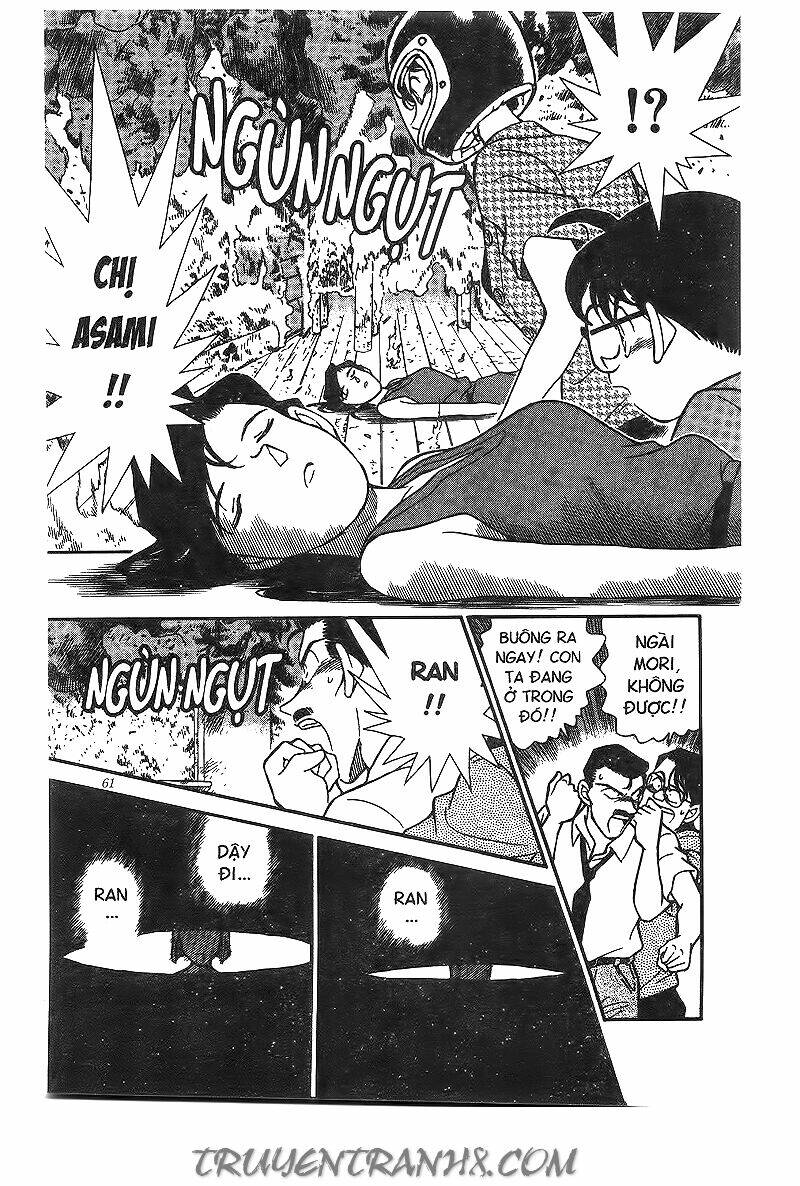 !?
NGÙN NGỤT
CHỊ
ASAMI
!!
NGÀI
MORI,
KHÔNG
ĐƯỢC!!
BUÔNG RA
NGAY! CON
TA ĐANG
Ở TRONG
ĐÓ!!
RAN
!!
NGÙN NGỤT
61
RAN
...
DẬY
ĐI...
RAN
...
TRUYENTRANH8.COM